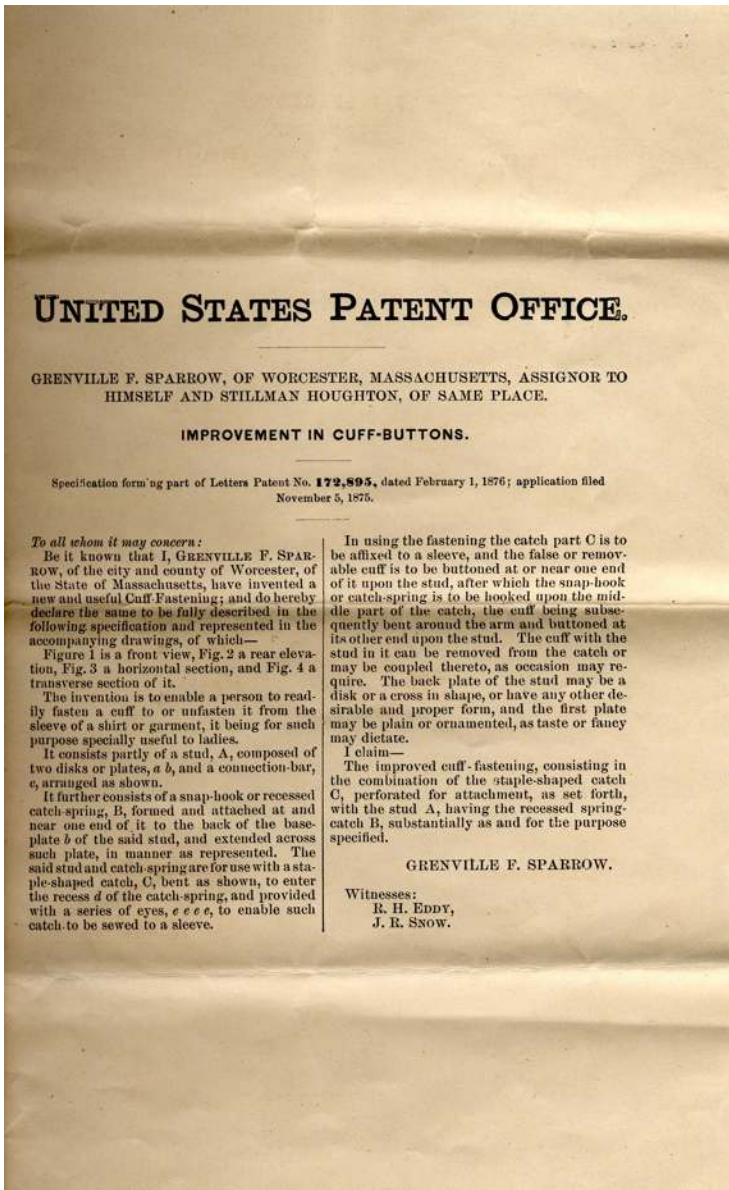 UNITED STATES PATENT OFFICE.
GRENVILLE F. SPARROW, OF WORCESTER, MASSACHUSETTS, ASSIGNOR TO
HIMSELF AND STILLMAN HOUGHTON, OF SAME PLACE.
IMPROVEMENT IN CUFF-BUTTONS.
Specification forming part of Letters Patent No. 172,895, dated February 1, 1876; application filed
November 5, 1875.
To all whom it may concern:
Be it known that I, GRENVILLE F. SPAR-
ROW, of the city and county of Worcester, of
the State of Massachusetts, have invented a
new and useful Cuff-Fastening; and do hereby
declare the same to be fully described in the
following specification and represented in the
accompanying drawings, of which—
Figure 1 is a front view, Fig. 2 a rear eleva-
tion, Fig. 3 a horizontal section, and Fig. 4 a
transverse section of it.
The invention is to enable a person to read-
ily fasten a cuff to or unfasten it from the
sleeve of a shirt or garment, it being for such
purpose specially useful to ladies.
It consists partly of a stud, A, composed of
two disks or plates, a b, and a connection-bar,
c, arranged as shown.
It further consists of a snap-hook or recessed
catch-spring, B, formed and attached at and
near one end of it to the back of the base-
plate b of the said stud, and extended across
such plate, in manner as represented. The
said stud and catch-spring are for use with a sta-
ple-shaped catch, C, bent as shown, to enter
the recess d of the catch-spring, and provided
with a series of eyes, e e e e, to enable such
catch to be sewed to a sleeve.
In using the fastening the catch part C is to
be affixed to a sleeve, and the false or remov-
able cuff is to be buttoned at or near one end
of it upon the stud, after which the snap-hook
or catch-spring is to be hooked upon the mid-
dle part of the catch, the cuff being subse-
quently bent around the arm and buttoned at
its other end upon the stud. The cuff with the
stud in it can be removed from the catch or
may be coupled thereto, as occasion may re-
quire. The back plate of the stud may be a
disk or a cross in shape, or have any other de-
sirable and proper form, and the first plate
may be plain or ornamented, as taste or fancy
may dictate.
I claim—
The improved cuff-fastening, consisting in
the combination of the staple-shaped catch
C, perforated for attachment, as set forth,
with the stud A, having the recessed spring-
catch B, substantially as and for the purpose
specified.
GRENVILLE F. SPARROW.
Witnesses:
R. H. EDDY,
J. R. SNOW.